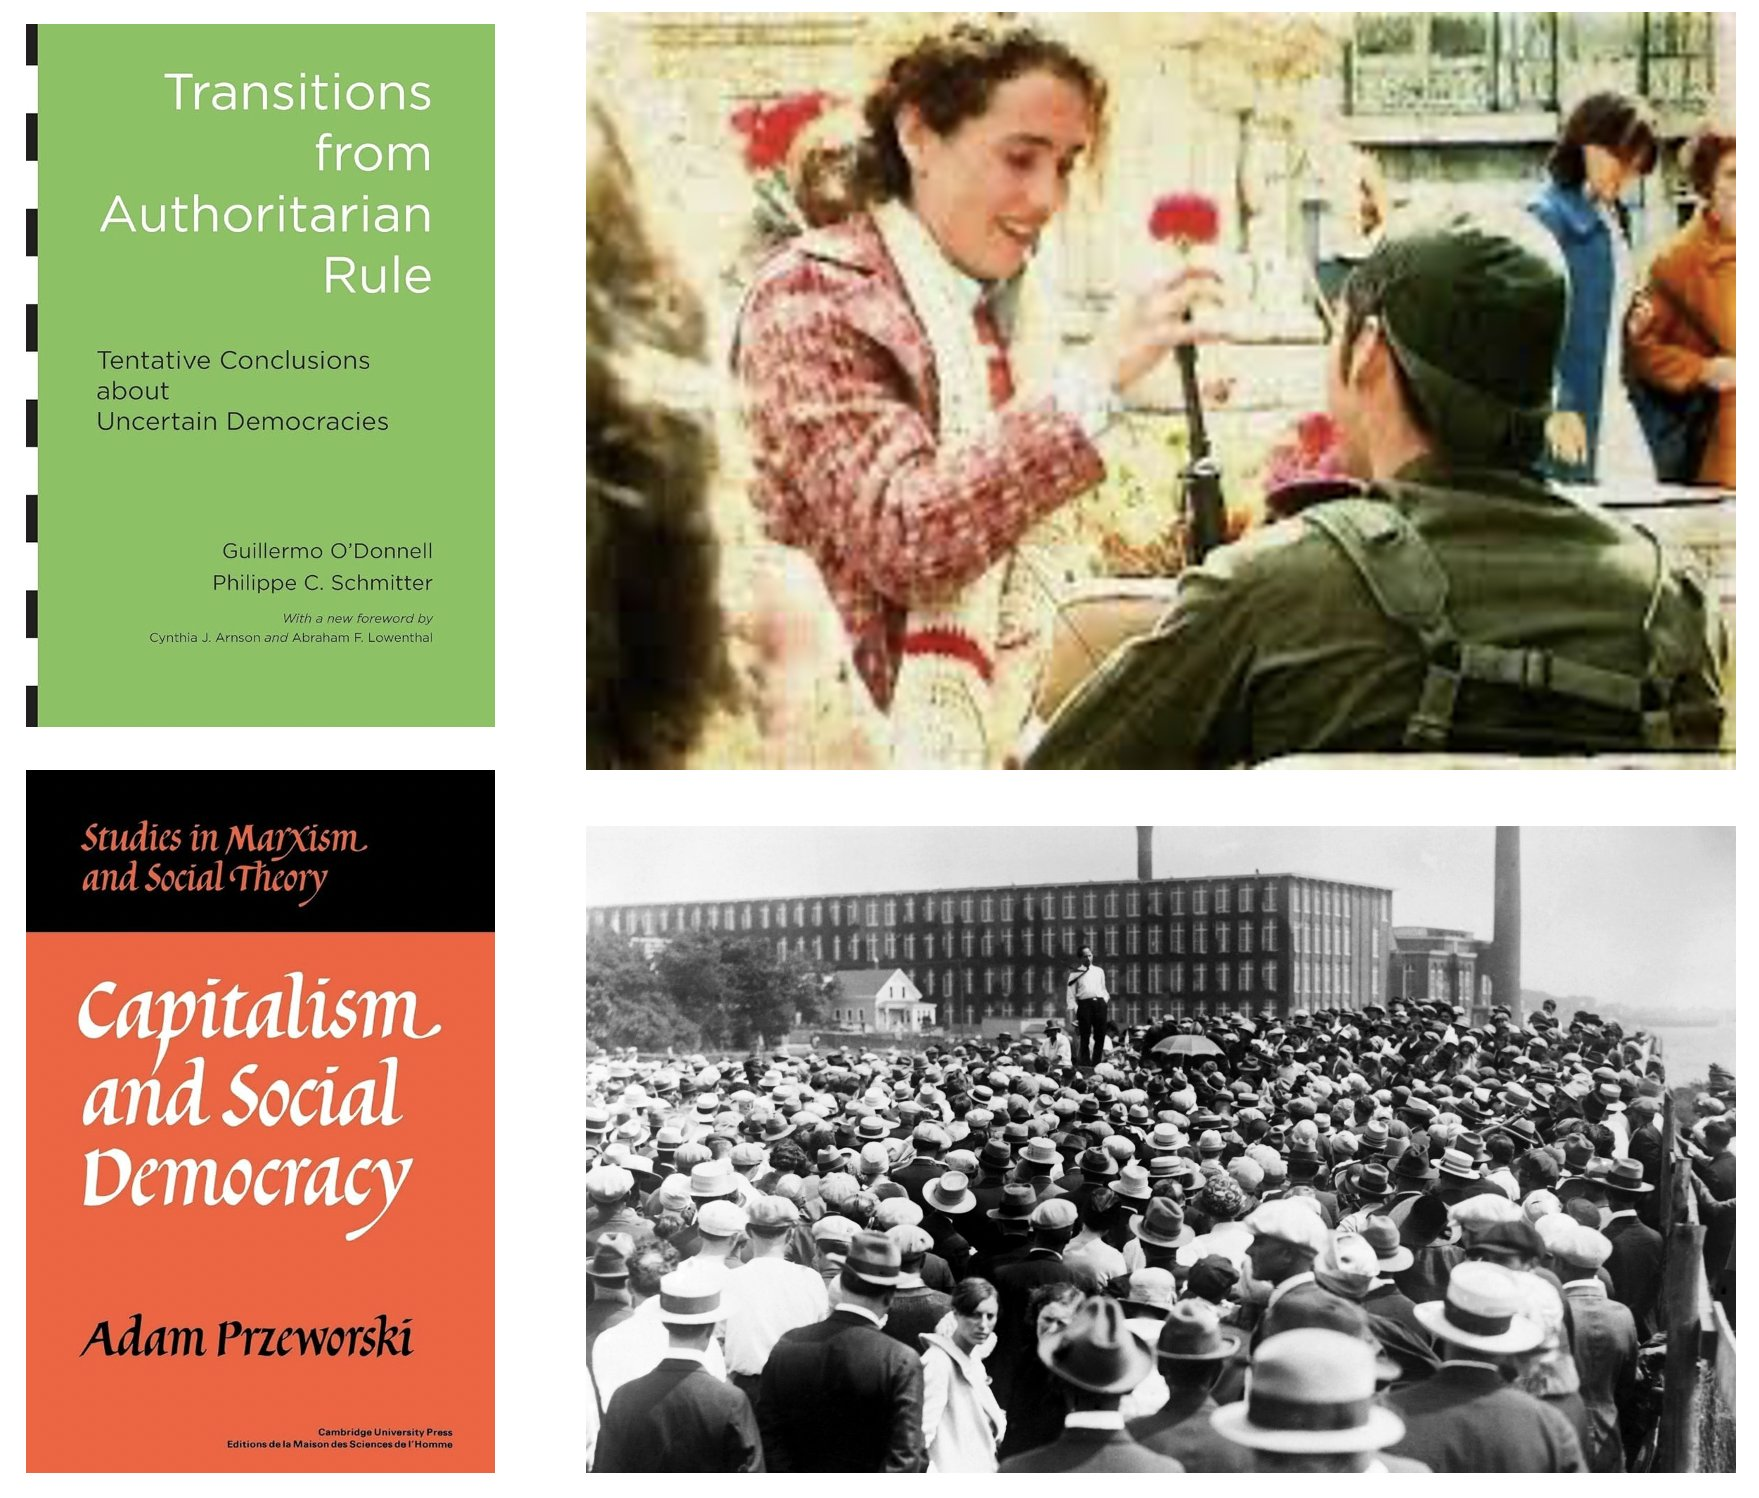 Transitions
from
Authoritarian
Rule
Tentative Conclusions
about
Uncertain Democracies
Guillermo O'Donnell
Philippe C. Schmitter
With a new foreword by
Cynthia J. Arnson and Abraham F. Lowenthal
Studies in Marxism
and Social Theory
Capitalism
and Social
Democracy
Adam Przeworski
Cambridge University Press
Editions de la Maison des Sciences de l'Homme